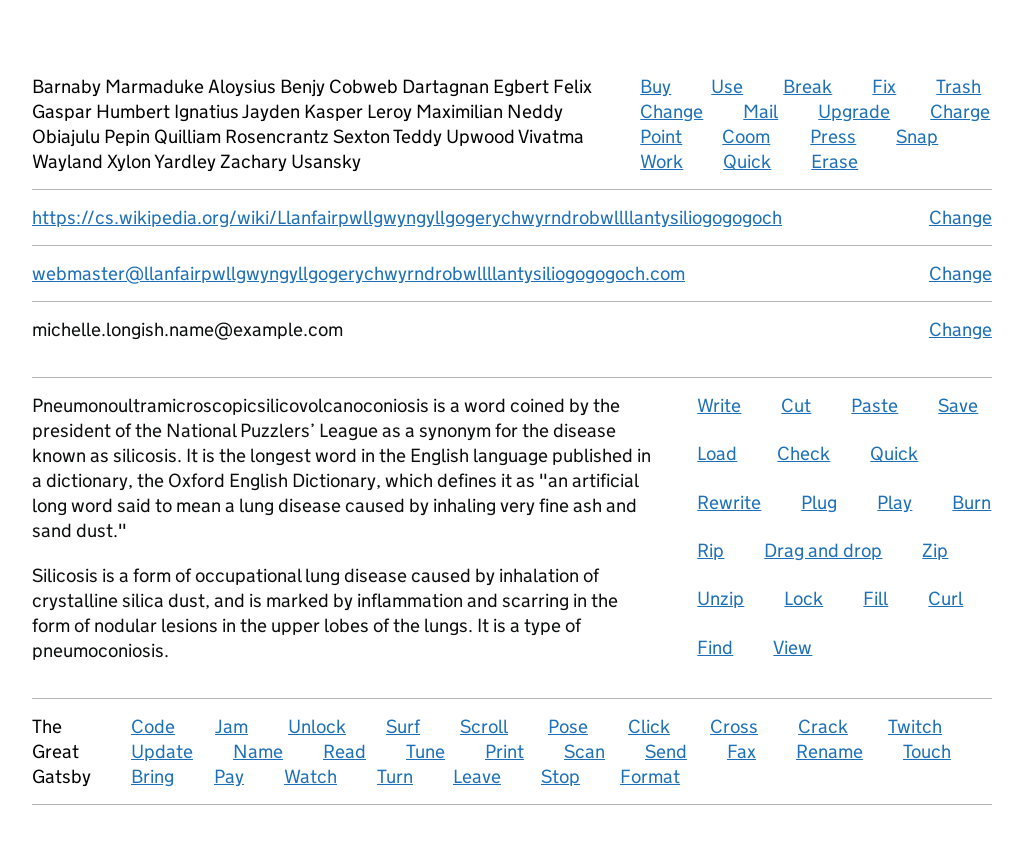 Barnaby Marmaduke Aloysius Benjy Cobweb Dartagnan Egbert Felix
Gaspar Humbert Ignatius Jayden Kasper Leroy Maximilian Neddy
Obiajulu Pepin Quilliam Rosencrantz Sexton Teddy Upwood Vivatma
Wayland Xylon Yardley Zachary Usansky
Buy Use Break Fix Trash
Change Mail Upgrade Charge
Point Coom Press Snap
Work Quick Erase
https://cs.wikipedia.org/wiki/Llanfairpwllgwyngyllgogerychwyrndrobwllllantysiliogogogoch Change
webmaster@llanfairpwllgwyngyllgogerychwyrndrobwllllantysiliogogogoch.com Change
michelle.longish.name@example.com Change
Pneumonoultramicroscopicsilicovolcanoconiosis is a word coined by the
president of the National Puzzlers’ League as a synonym for the disease
known as silicosis. It is the longest word in the English language published in
a dictionary, the Oxford English Dictionary, which defines it as "an artificial
long word said to mean a lung disease caused by inhaling very fine ash and
sand dust."
Silicosis is a form of occupational lung disease caused by inhalation of
crystalline silica dust, and is marked by inflammation and scarring in the
form of nodular lesions in the upper lobes of the lungs. It is a type of
pneumoconiosis.
Write Cut Paste Save
Load Check Quick
Rewrite Plug Play Burn
Rip Drag and drop Zip
Unzip Lock Fill Curl
Find View
The
Great
Gatsby
Code Jam Unlock Surf Scroll Pose Click Cross Crack Twitch
Update Name Read Tune Print Scan Send Fax Rename Touch
Bring Pay Watch Turn Leave Stop Format